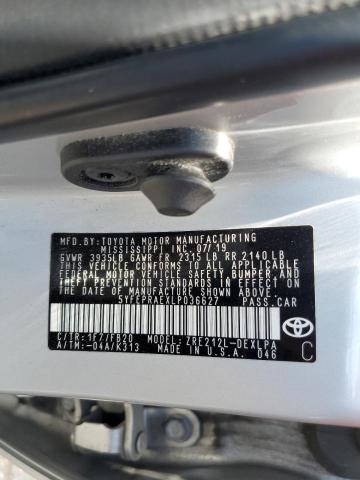 MFD.BY: TOYOTA MOTOR MANUFACTURING
MISSISSIPPI INC 07/19
GVWR 3935LB GAWR FR 2315LB RR 2140LB
THIS VEHICLE CONFORMS TO ALL APPLICABLE
FEDERAL MOTOR VEHICLE SAFETY, BUMPER, AND
THEFT PREVENTION STANDARDS IN EFFECT ON
THE DATE OF MANUFACTURE SHOWN ABOVE.
5YFEPRAEXLP036627 PASS.CAR
C/TR: 1F7/FB20 MODEL: ZRE212L-DEXLPA
A/TM: -04A/K313 MADE IN U.S.A. 046
TOYOTA
C